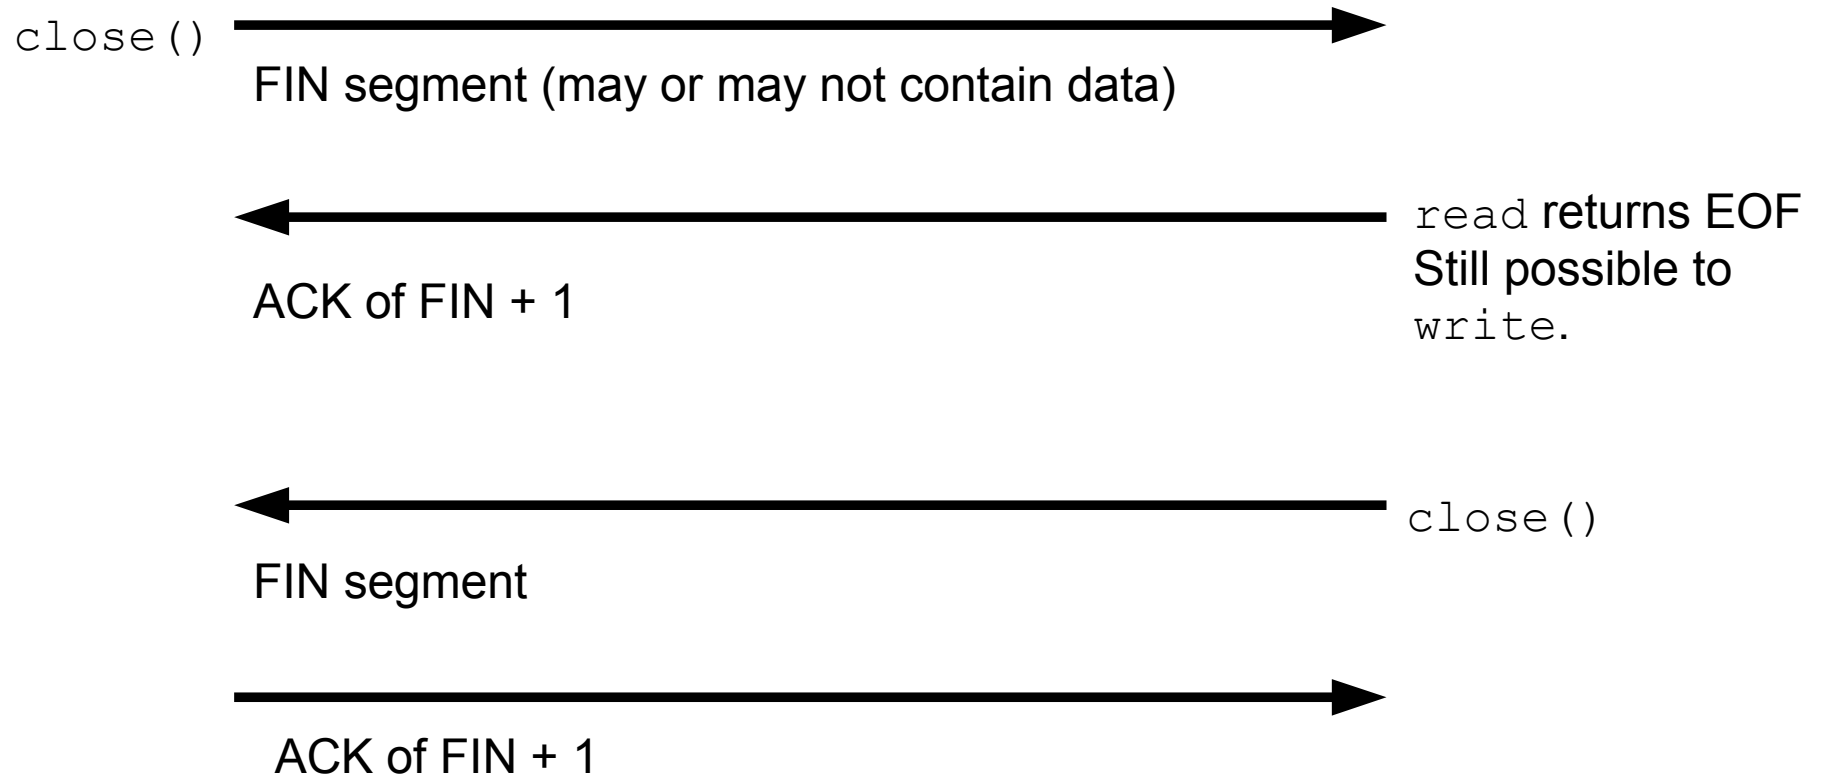 close()
FIN segment (may or may not contain data)
read returns EOF
Still possible to
write.
ACK of FIN + 1
close()
FIN segment
ACK of FIN + 1